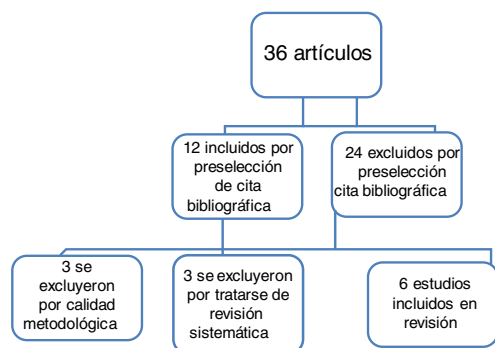 36 artículos
12 incluidos por
preselección
de cita
bibliográfica
24 excluidos por
preselección
cita bibliográfica
3 se
excluyeron
por calidad
metodológica
3 se excluyeron
por tratarse de
revisión
sistemática
6 estudios
incluidos en
revisión